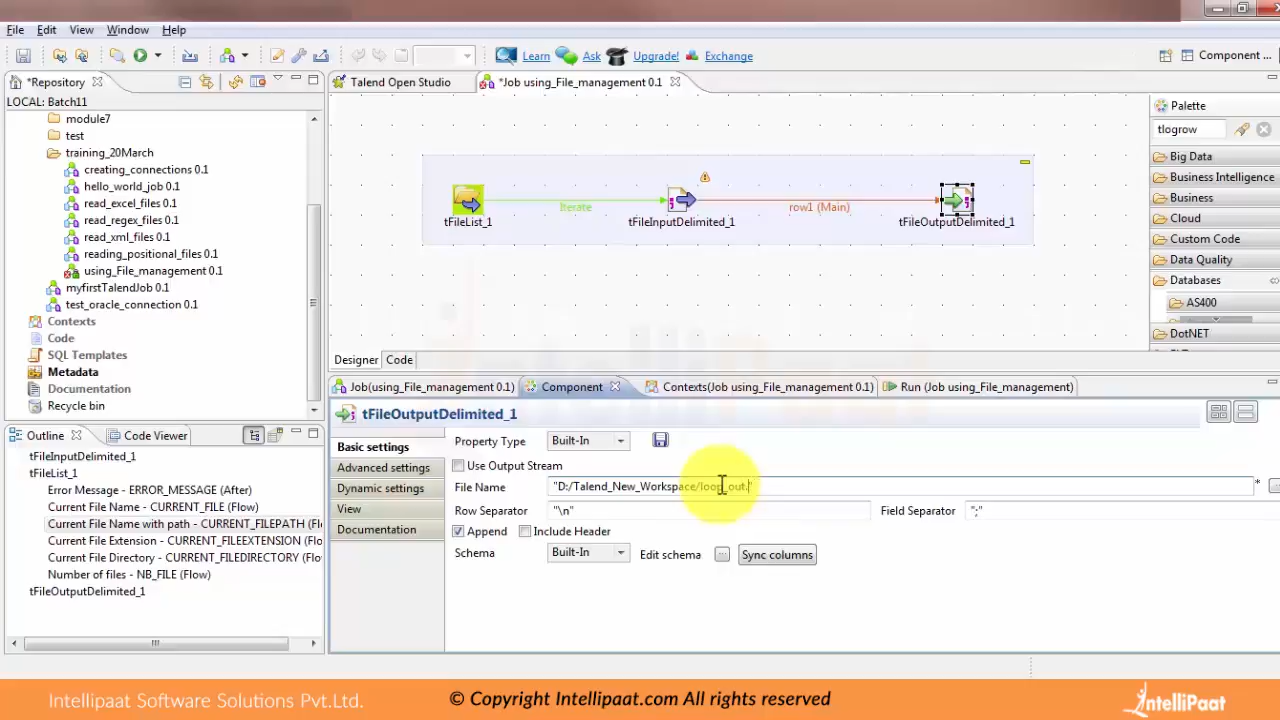 File Edit View Window Help
Learn Ask Upgrade! Exchange Component ...
*Repository
Talend Open Studio
*Job using_File_management 0.1
LOCAL: Batch11
module7
test
training_20March
creating_connections 0.1
hello_world_job 0.1
read_excel_files 0.1
read_regex_files 0.1
read_xml_files 0.1
reading_positional_files 0.1
using_File_management 0.1
myfirstTalendJob 0.1
test_oracle_connection 0.1
Contexts
Code
SQL Templates
Metadata
Documentation
Recycle bin
tFileList_1
Iterate
tFileInputDelimited_1
row1 (Main)
tFileOutputDelimited_1
Palette
tlogrow
Big Data
Business Intelligence
Business
Cloud
Custom Code
Data Quality
Databases
AS400
DotNET
Designer Code
Job(using_File_management 0.1)
Component
Contexts(Job using_File_management 0.1)
Run (Job using_File_management)
tFileOutputDelimited_1
Basic settings
Advanced settings
Dynamic settings
View
Documentation
Property Type Built-In
Use Output Stream
File Name "D:/Talend_New_Workspace/loop_out." *
Row Separator "\n" Field Separator ";"
Append Include Header
Schema Built-In Edit schema ... Sync columns
Outline Code Viewer
tFileInputDelimited_1
tFileList_1
Error Message - ERROR_MESSAGE (After)
Current File Name - CURRENT_FILE (Flow)
Current File Name with path - CURRENT_FILEPATH (Fl
Current File Extension - CURRENT_FILEEXTENSION (Fl
Current File Directory - CURRENT_FILEDIRECTORY (Fl
Number of files - NB_FILE (Flow)
tFileOutputDelimited_1
Intellipaat Software Solutions Pvt.Ltd.
© Copyright Intellipaat.com All rights reserved
IntelliPaat